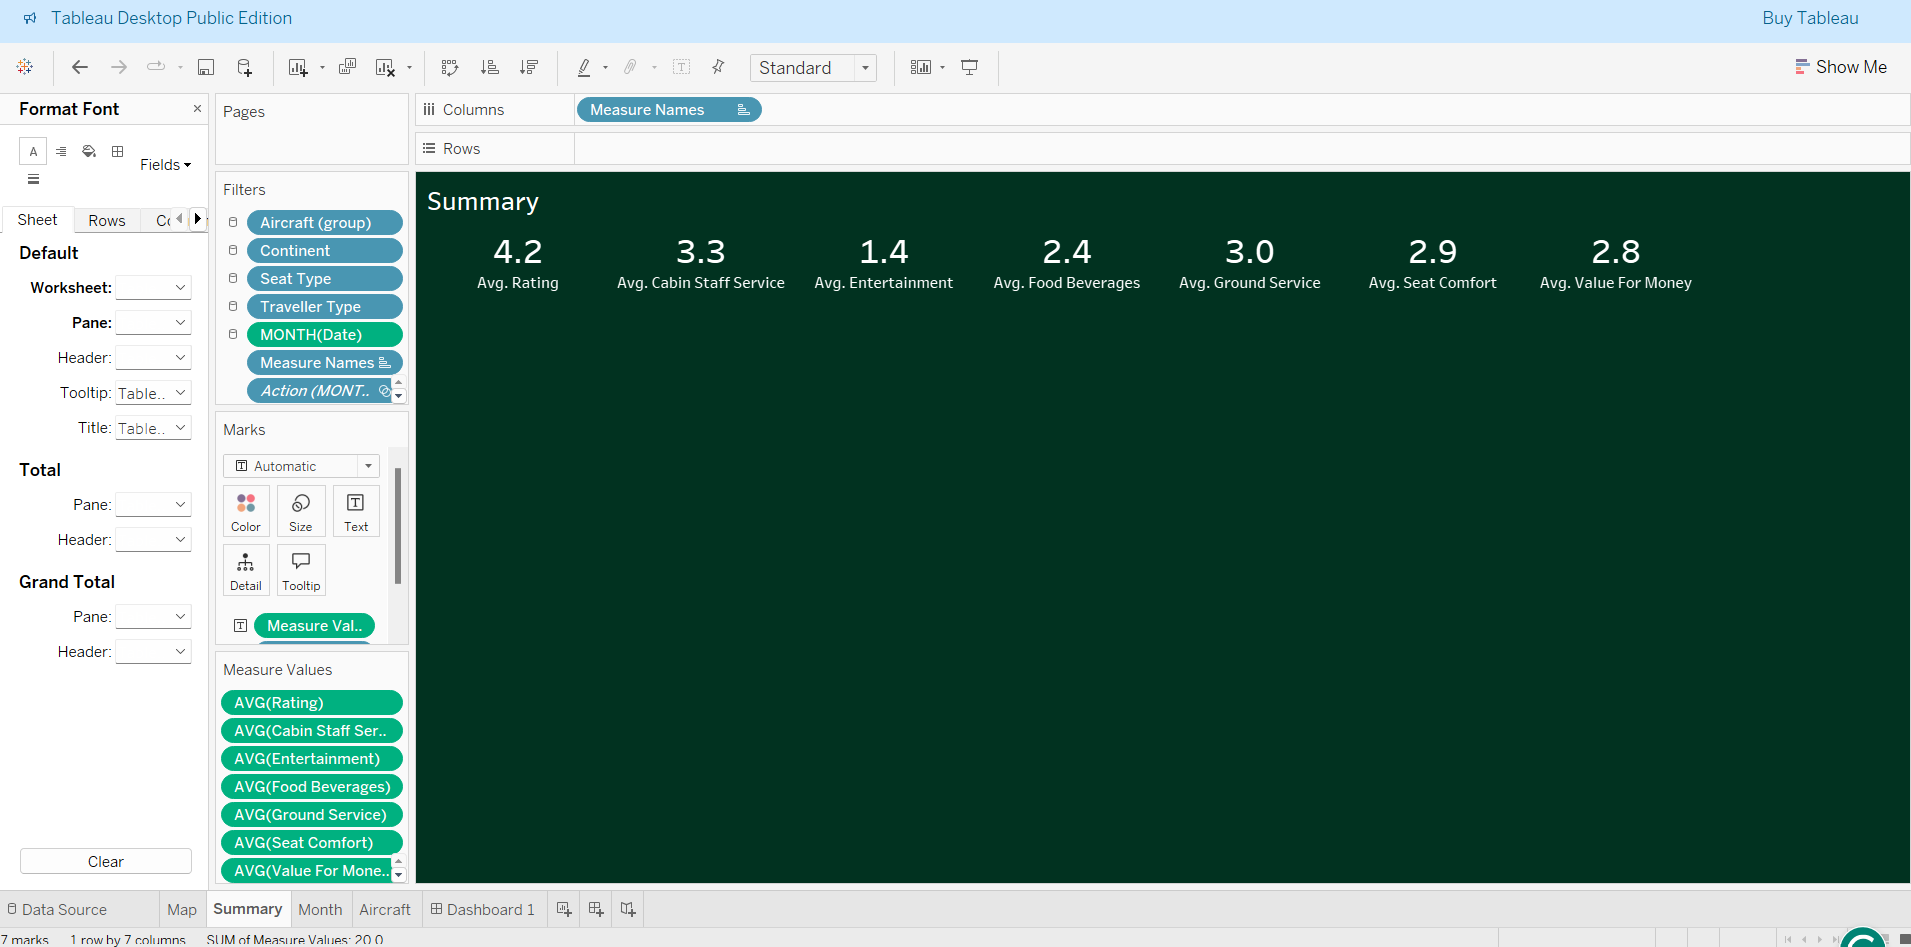 Tableau Desktop Public Edition
Buy Tableau
Standard
Show Me
Format Font
A
Fields
Sheet
Rows
Default
Worksheet:
Pane:
Header:
Tooltip: Table..
Title: Table..
Total
Pane:
Header:
Grand Total
Pane:
Header:
Clear
Pages
Filters
Aircraft (group)
Continent
Seat Type
Traveller Type
MONTH(Date)
Measure Names
Action (MONT..
Marks
T Automatic
Color
Size
T
Text
Detail
Tooltip
T Measure Val..
Measure Values
AVG(Rating)
AVG(Cabin Staff Ser..
AVG(Entertainment)
AVG(Food Beverages)
AVG(Ground Service)
AVG(Seat Comfort)
AVG(Value For Mone..
Columns
Measure Names
Rows
Summary
4.2 3.3 1.4 2.4 3.0 2.9 2.8
Avg. Rating Avg. Cabin Staff Service Avg. Entertainment Avg. Food Beverages Avg. Ground Service Avg. Seat Comfort Avg. Value For Money
Data Source Map Summary Month Aircraft Dashboard 1
7 marks 1 row by 7 columns SUM of Measure Values: 20.0